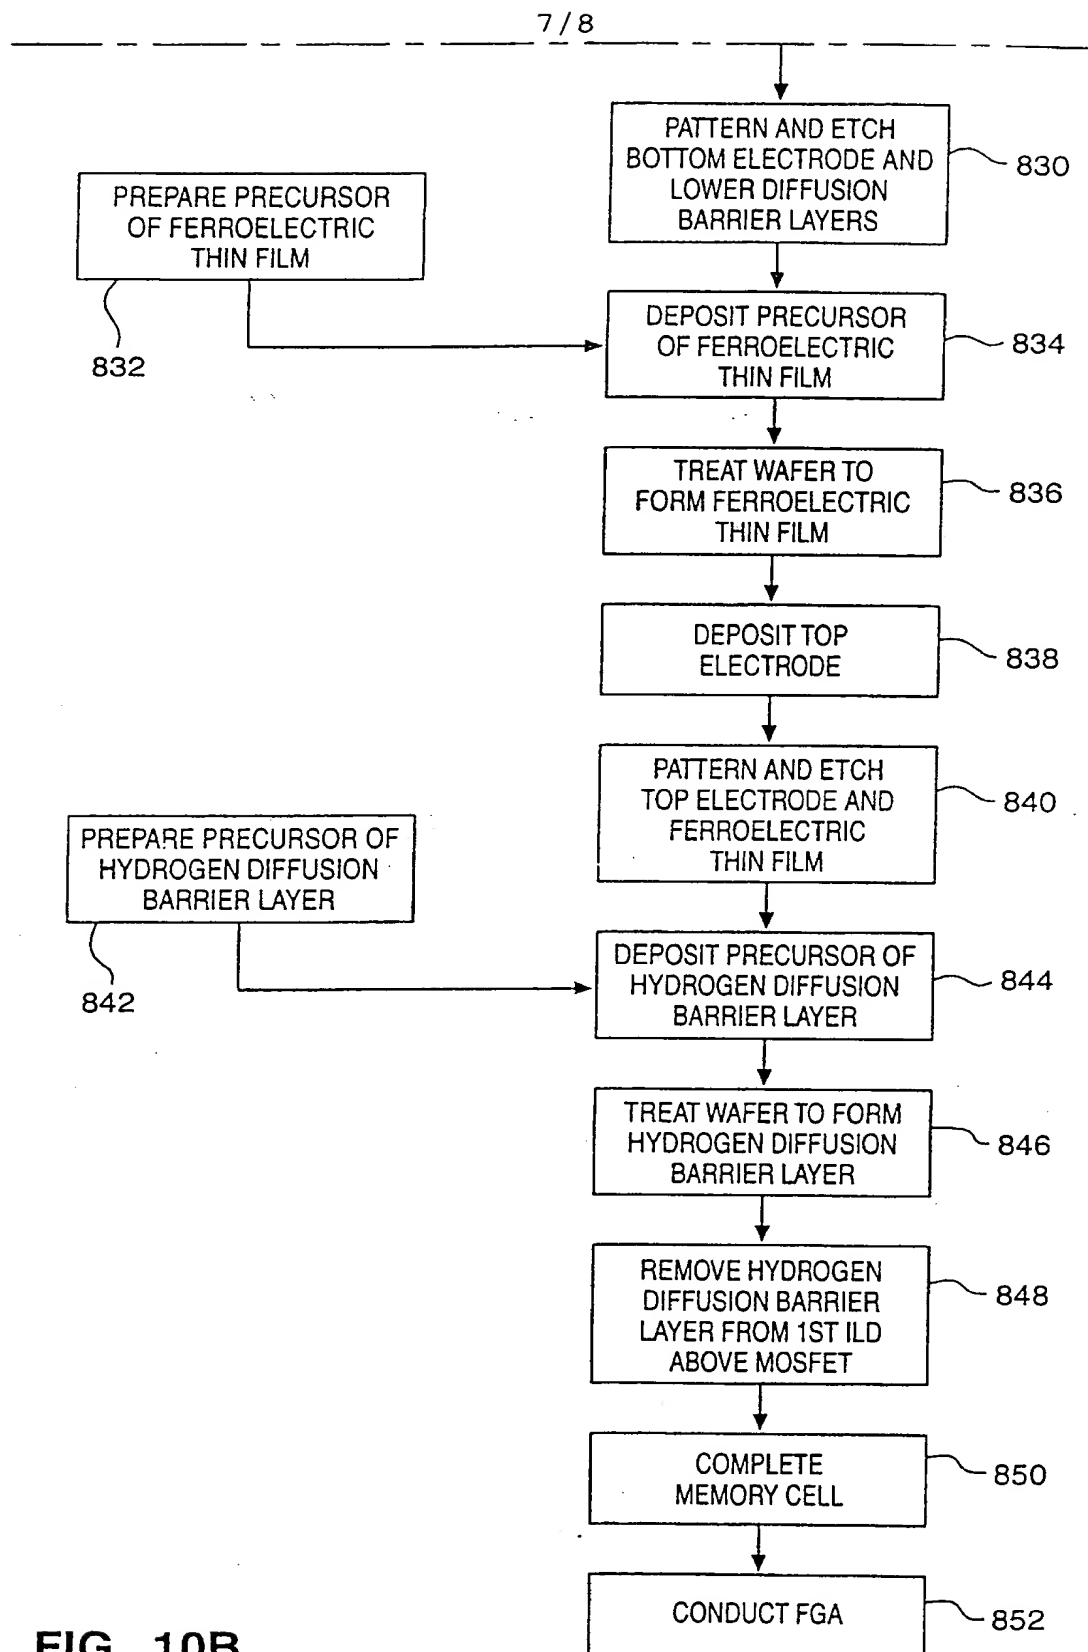 7/8
PATTERN AND ETCH
BOTTOM ELECTRODE AND
LOWER DIFFUSION
BARRIER LAYERS
830
PREPARE PRECURSOR
OF FERROELECTRIC
THIN FILM
832
DEPOSIT PRECURSOR
OF FERROELECTRIC
THIN FILM
834
TREAT WAFER TO
FORM FERROELECTRIC
THIN FILM
836
DEPOSIT TOP
ELECTRODE
838
PATTERN AND ETCH
TOP ELECTRODE AND
FERROELECTRIC
THIN FILM
840
PREPARE PRECURSOR OF
HYDROGEN DIFFUSION
BARRIER LAYER
842
DEPOSIT PRECURSOR OF
HYDROGEN DIFFUSION
BARRIER LAYER
844
TREAT WAFER TO FORM
HYDROGEN DIFFUSION
BARRIER LAYER
846
REMOVE HYDROGEN
DIFFUSION BARRIER
LAYER FROM 1ST ILD
ABOVE MOSFET
848
COMPLETE
MEMORY CELL
850
CONDUCT FGA
852
FIG. 10B